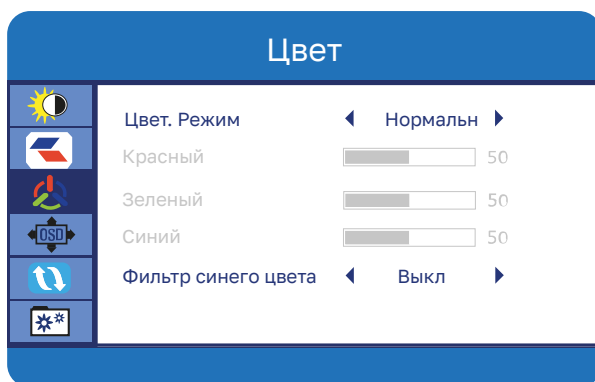 Цвет
Цвет. Режим Нормальн
Красный 50
Зеленый 50
OSD
Синий 50
Фильтр синего цвета Выкл